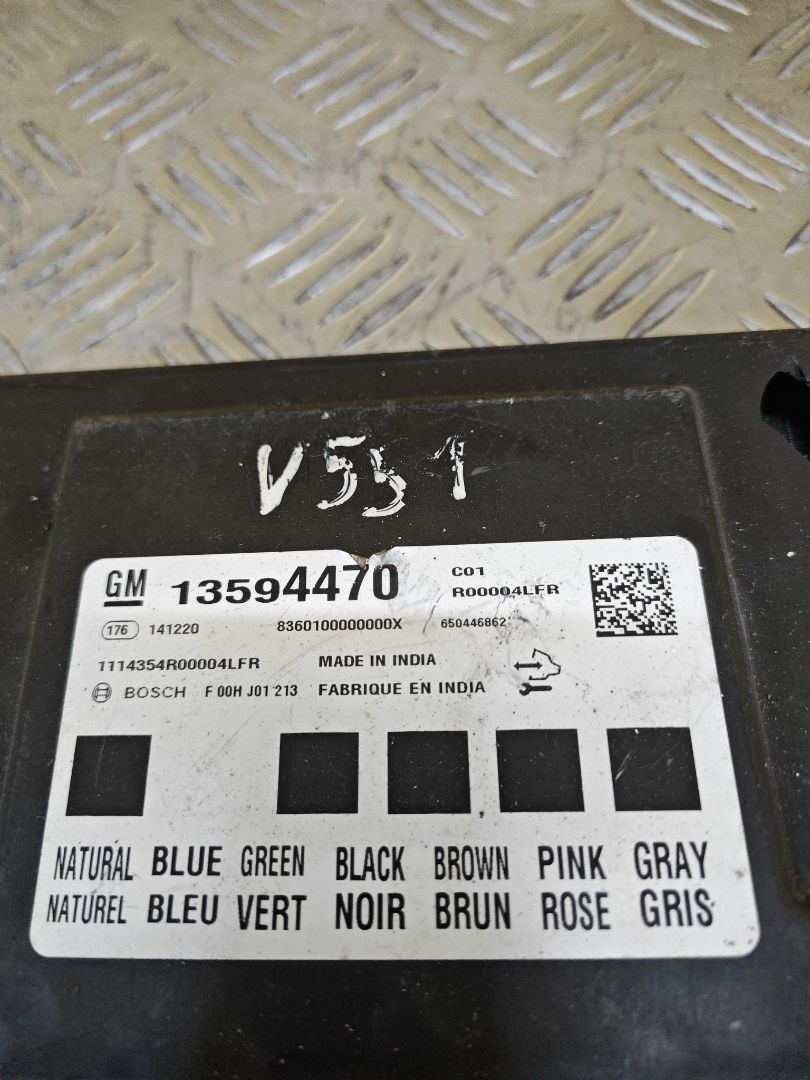 V551
GM 13594470 C01
R00004LFR
176 141220 8360100000000X 650446862
1114354R00004LFR MADE IN INDIA
BOSCH F 00H J01 213 FABRIQUE EN INDIA
NATURAL BLUE GREEN BLACK BROWN PINK GRAY
NATUREL BLEU VERT NOIR BRUN ROSE GRIS